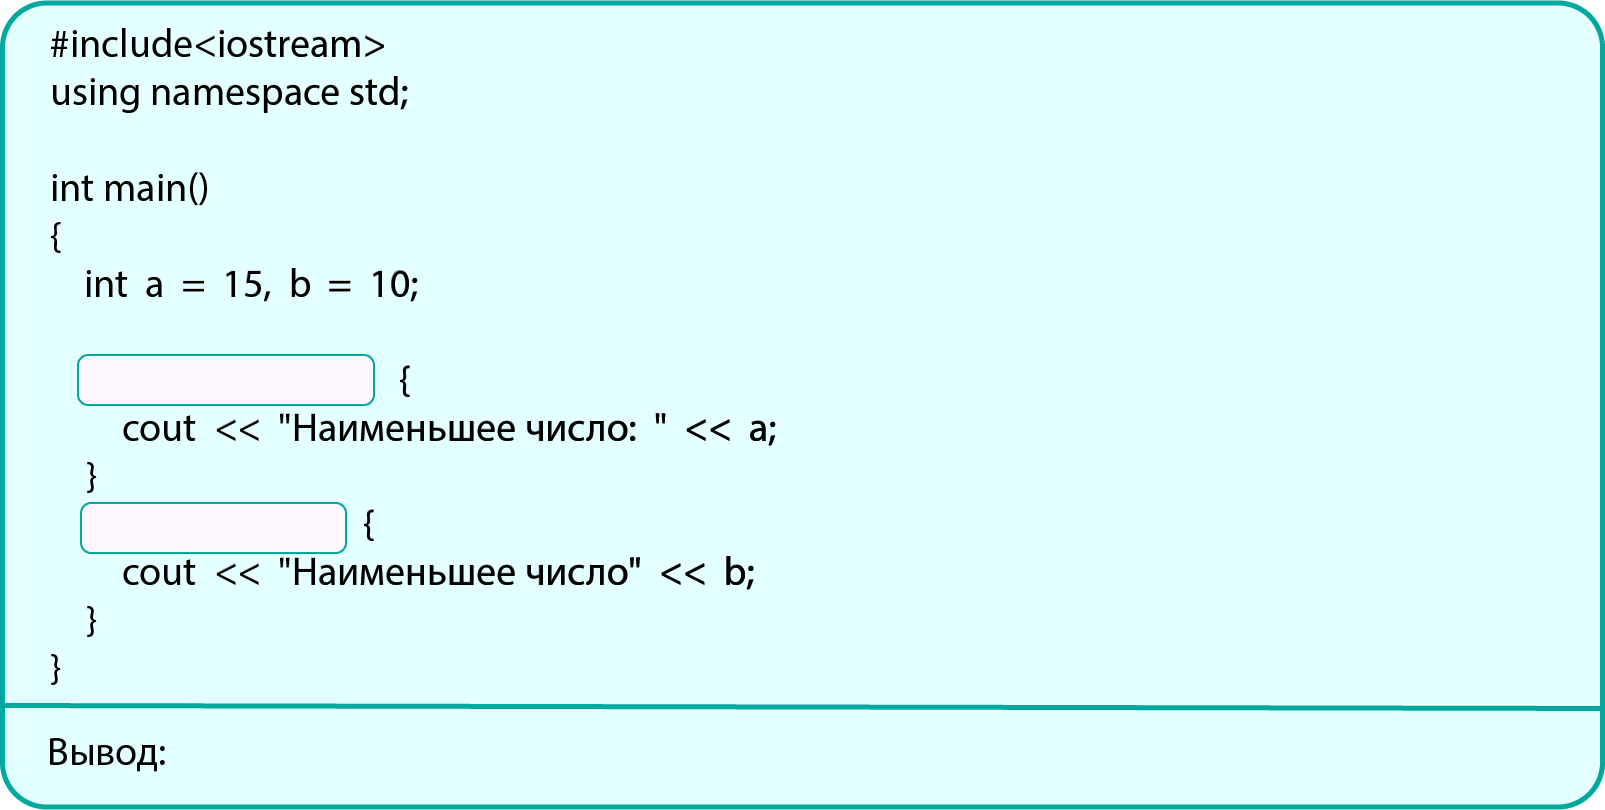 #include<iostream>
using namespace std;
int main()
{
int a = 15, b = 10;
{
cout << "Наименьшее число: " << a;
}
{
cout << "Наименьшее число" << b;
}
}
Вывод: